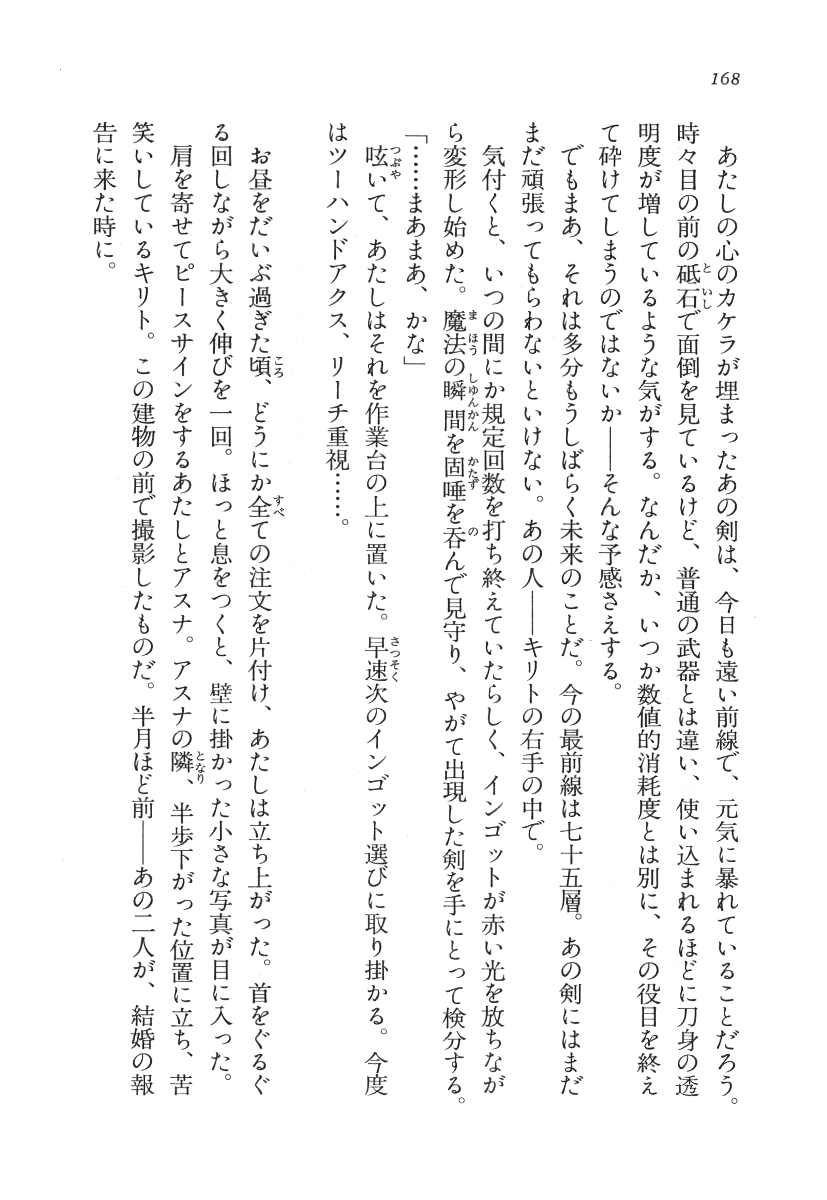 168
　あたしの心のカケラが埋まったあの剣は、今日も遠い前線で、元気に暴れていることだろう。
時々目の前の砥石で面倒を見ているけど、普通の武器とは違い、使い込まれるほどに刀身の透
明度が増しているような気がする。なんだか、いつか数値的消耗度とは別に、その役目を終え
て砕けてしまうのではないか――そんな予感さえする。
　でもまあ、それは多分もうしばらく未来のことだ。今の最前線は七十五層。あの剣にはまだ
まだ頑張ってもらわないといけない。あの人――キリトの右手の中で。
　気付くと、いつの間にか規定回数を打ち終えていたらしく、インゴットが赤い光を放ちなが
ら変形し始めた。魔法の瞬間を固唾を呑んで見守り、やがて出現した剣を手にとって検分する。
「……まあまあ、かな」
　呟いて、あたしはそれを作業台の上に置いた。早速次のインゴット選びに取り掛かる。今度
はツーハンドアクス、リーチ重視……。
　お昼をだいぶ過ぎた頃、どうにか全ての注文を片付け、あたしは立ち上がった。首をぐるぐ
る回しながら大きく伸びを一回。ほっと息をつくと、壁に掛かった小さな写真が目に入った。
　肩を寄せてピースサインをするあたしとアスナ。アスナの隣、半歩下がった位置に立ち、苦
笑いしているキリト。この建物の前で撮影したものだ。半月ほど前――あの二人が、結婚の報
告に来た時に。